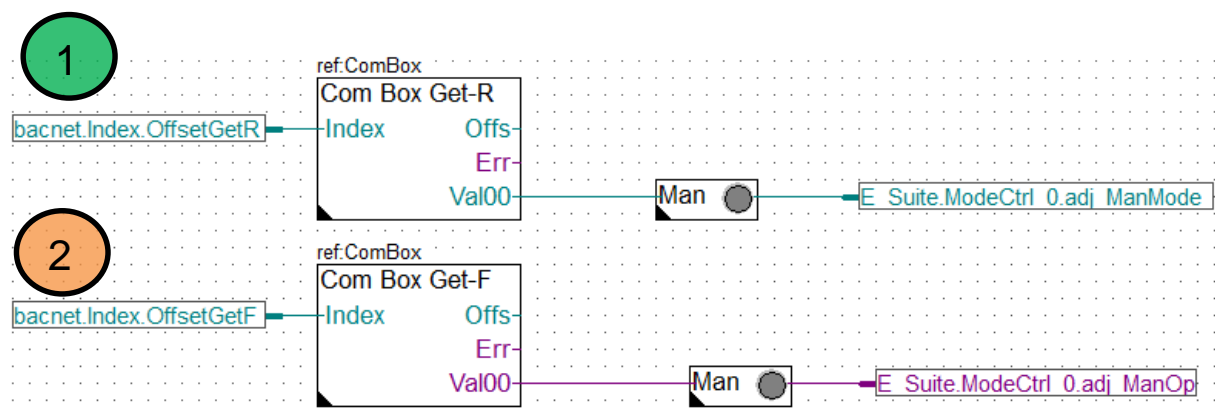 1
ref:ComBox
Com Box Get-R
bacnet.Index.OffsetGetR
Index Offs
Err
Val00 Man E_Suite.ModeCtrl_0.adj_ManMode
2
ref:ComBox
Com Box Get-F
bacnet.Index.OffsetGetF
Index Offs
Err
Val00 Man E_Suite.ModeCtrl_0.adj_ManOp